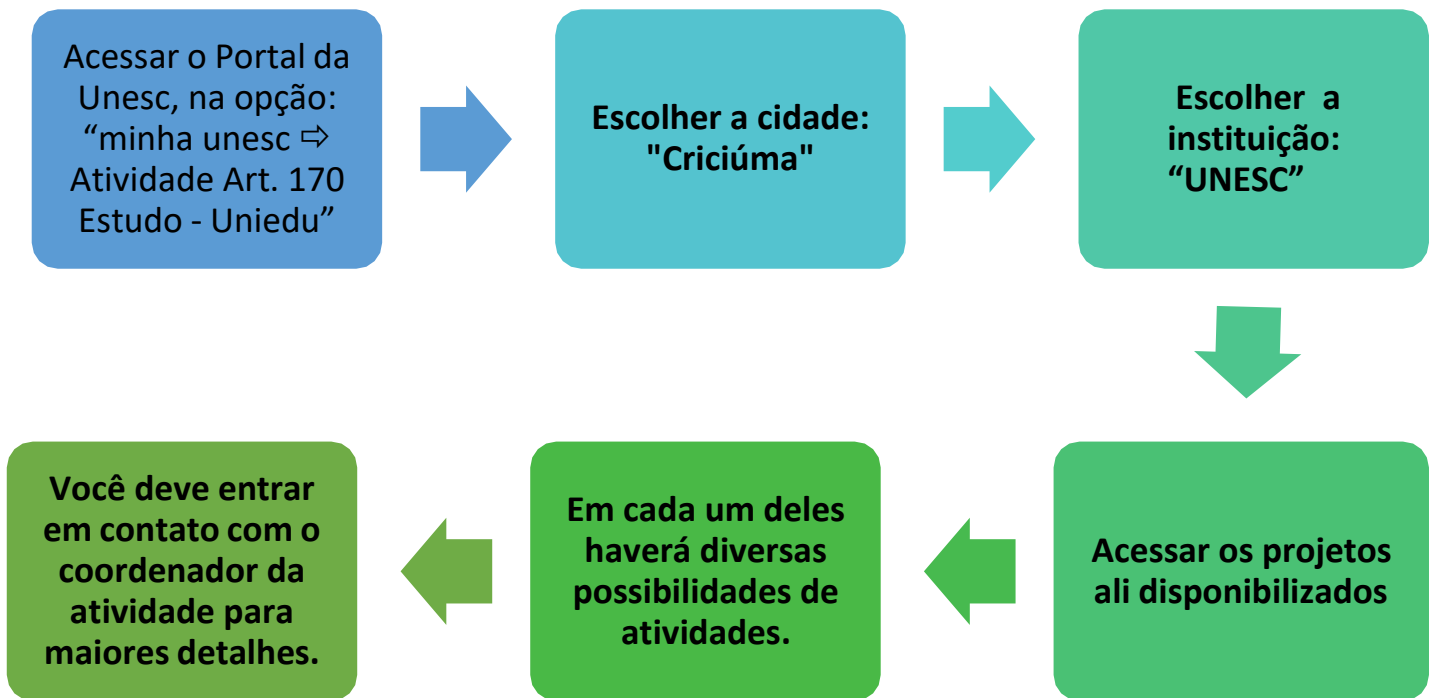 Acessar o Portal da
Unesc, na opção:
“minha unesc ⇨
Atividade Art. 170
Estudo - Uniedu”
Escolher a cidade:
"Criciúma"
Escolher a
instituição:
“UNESC”
Acessar os projetos
ali disponibilizados
Em cada um deles
haverá diversas
possibilidades de
atividades.
Você deve entrar
em contato com o
coordenador da
atividade para
maiores detalhes.